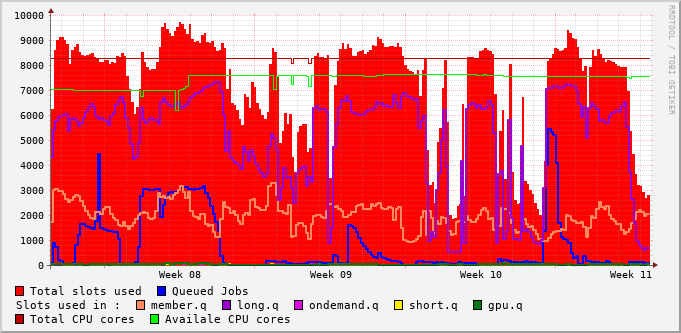 10000
9000
8000
7000
6000
5000
4000
3000
2000
1000
0
Week 08 Week 09 Week 10 Week 11
RRDTOOL / TOBI OETIKER
Total slots used Queued Jobs
Slots used in : member.q long.q ondemand.q short.q gpu.q
Total CPU cores Availale CPU cores